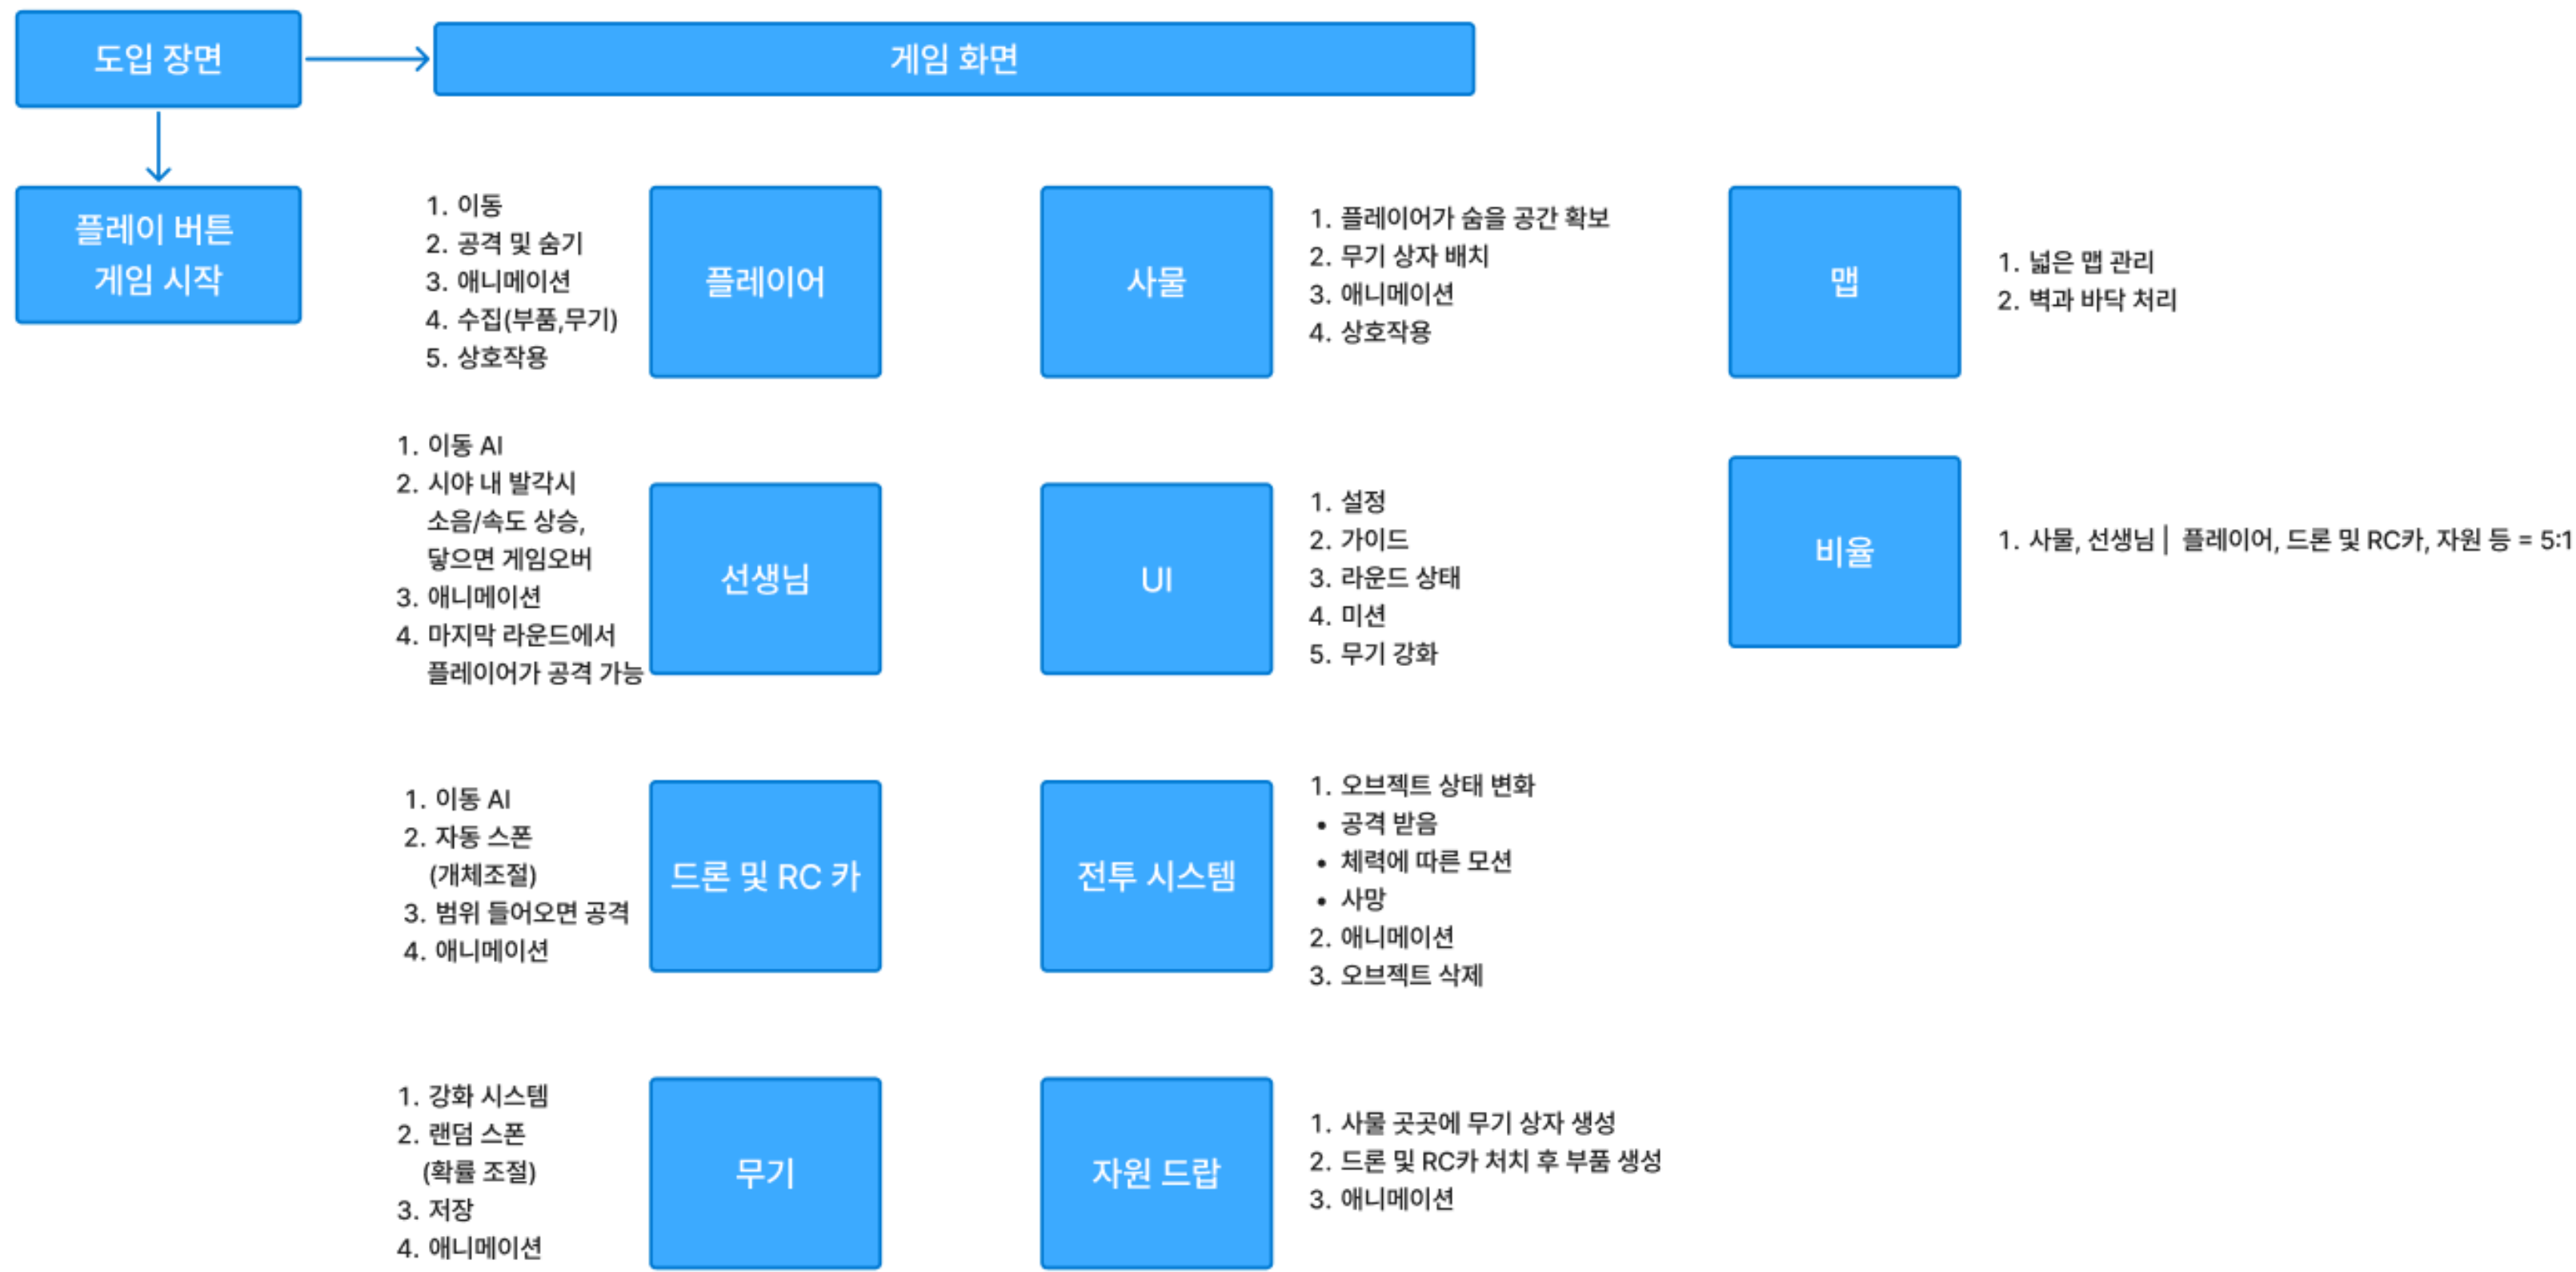 도입 장면
게임 화면
플레이 버튼
게임 시작
1. 이동
2. 공격 및 숨기
3. 애니메이션
4. 수집(부품,무기)
5. 상호작용
플레이어
사물
1. 플레이어가 숨을 공간 확보
2. 무기 상자 배치
3. 애니메이션
4. 상호작용
맵
1. 넓은 맵 관리
2. 벽과 바닥 처리
1. 이동 AI
2. 시야 내 발각시
소음/속도 상승,
닿으면 게임오버
3. 애니메이션
4. 마지막 라운드에서
플레이어가 공격 가능
선생님
UI
1. 설정
2. 가이드
3. 라운드 상태
4. 미션
5. 무기 강화
비율
1. 사물, 선생님 | 플레이어, 드론 및 RC카, 자원 등 = 5:1
1. 이동 AI
2. 자동 스폰
(개체조절)
3. 범위 들어오면 공격
4. 애니메이션
드론 및 RC 카
전투 시스템
1. 오브젝트 상태 변화
• 공격 받음
• 체력에 따른 모션
• 사망
2. 애니메이션
3. 오브젝트 삭제
1. 강화 시스템
2. 랜덤 스폰
(확률 조절)
3. 저장
4. 애니메이션
무기
자원 드랍
1. 사물 곳곳에 무기 상자 생성
2. 드론 및 RC카 처치 후 부품 생성
3. 애니메이션